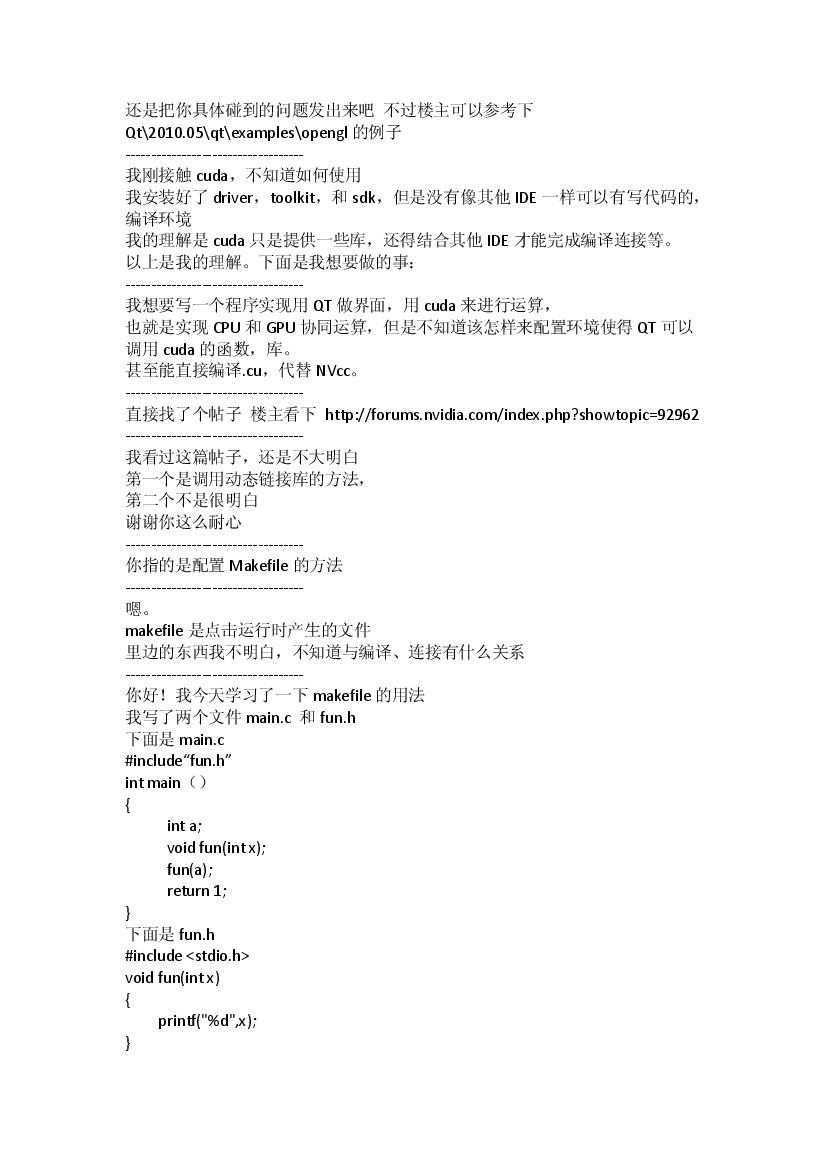 还是把你具体碰到的问题发出来吧 不过楼主可以参考下
Qt\2010.05\qt\examples\opengl 的例子
----------------------------------
我刚接触 cuda，不知道如何使用
我安装好了 driver，toolkit，和 sdk，但是没有像其他 IDE 一样可以有写代码的，
编译环境
我的理解是 cuda 只是提供一些库，还得结合其他 IDE 才能完成编译连接等。
以上是我的理解。下面是我想要做的事：
----------------------------------
我想要写一个程序实现用 QT 做界面，用 cuda 来进行运算，
也就是实现 CPU 和 GPU 协同运算，但是不知道该怎样来配置环境使得 QT 可以
调用 cuda 的函数，库。
甚至能直接编译.cu，代替 NVcc。
----------------------------------
直接找了个帖子 楼主看下 http://forums.nvidia.com/index.php?showtopic=92962
----------------------------------
我看过这篇帖子，还是不大明白
第一个是调用动态链接库的方法，
第二个不是很明白
谢谢你这么耐心
----------------------------------
你指的是配置 Makefile 的方法
----------------------------------
嗯。
makefile 是点击运行时产生的文件
里边的东西我不明白，不知道与编译、连接有什么关系
----------------------------------
你好！我今天学习了一下 makefile 的用法
我写了两个文件 main.c 和 fun.h
下面是 main.c
#include“fun.h”
int main（）
{
int a;
void fun(int x);
fun(a);
return 1;
}
下面是 fun.h
#include <stdio.h>
void fun(int x)
{
printf("%d",x);
}